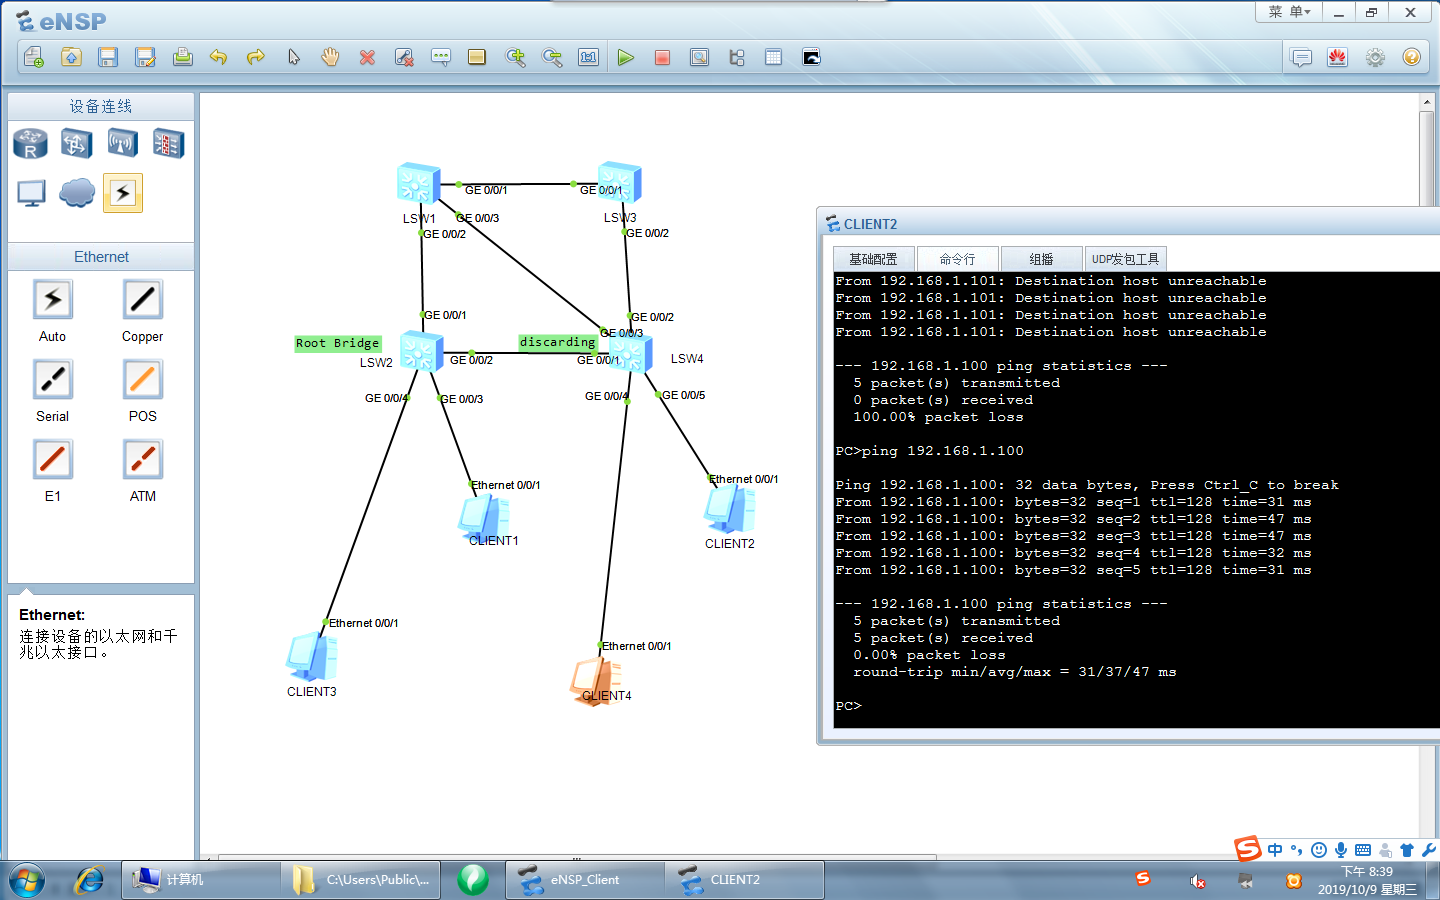 eNSP
菜 单
设备连线
R
Ethernet
Auto
Copper
Serial
POS
E1
ATM
Ethernet:
连接设备的以太网和千
兆以太接口。
GE 0/0/1
GE 0/0/1
LSW1
GE 0/0/3
LSW3
GE 0/0/2
GE 0/0/2
GE 0/0/1
GE 0/0/2
GE 0/0/3
Root Bridge
discarding
LSW2
GE 0/0/2
GE 0/0/1
LSW4
GE 0/0/4
GE 0/0/3
GE 0/0/4
GE 0/0/5
Ethernet 0/0/1
Ethernet 0/0/1
CLIENT1
CLIENT2
Ethernet 0/0/1
Ethernet 0/0/1
CLIENT3
CLIENT4
CLIENT2
基础配置
命令行
组播
UDP发包工具
From 192.168.1.101: Destination host unreachable
From 192.168.1.101: Destination host unreachable
From 192.168.1.101: Destination host unreachable
From 192.168.1.101: Destination host unreachable
--- 192.168.1.100 ping statistics ---
5 packet(s) transmitted
0 packet(s) received
100.00% packet loss
PC>ping 192.168.1.100
Ping 192.168.1.100: 32 data bytes, Press Ctrl_C to break
From 192.168.1.100: bytes=32 seq=1 ttl=128 time=31 ms
From 192.168.1.100: bytes=32 seq=2 ttl=128 time=47 ms
From 192.168.1.100: bytes=32 seq=3 ttl=128 time=47 ms
From 192.168.1.100: bytes=32 seq=4 ttl=128 time=32 ms
From 192.168.1.100: bytes=32 seq=5 ttl=128 time=31 ms
--- 192.168.1.100 ping statistics ---
5 packet(s) transmitted
5 packet(s) received
0.00% packet loss
round-trip min/avg/max = 31/37/47 ms
PC>
中
计算机
C:\Users\Public\...
eNSP_Client
CLIENT2
下午 8:39
2019/10/9 星期三